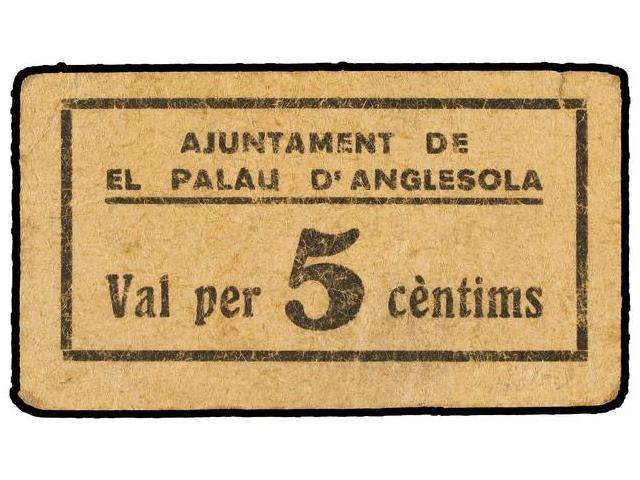 AJUNTAMENT DE
EL PALAU D'ANGLESOLA
Val per 5 cèntims